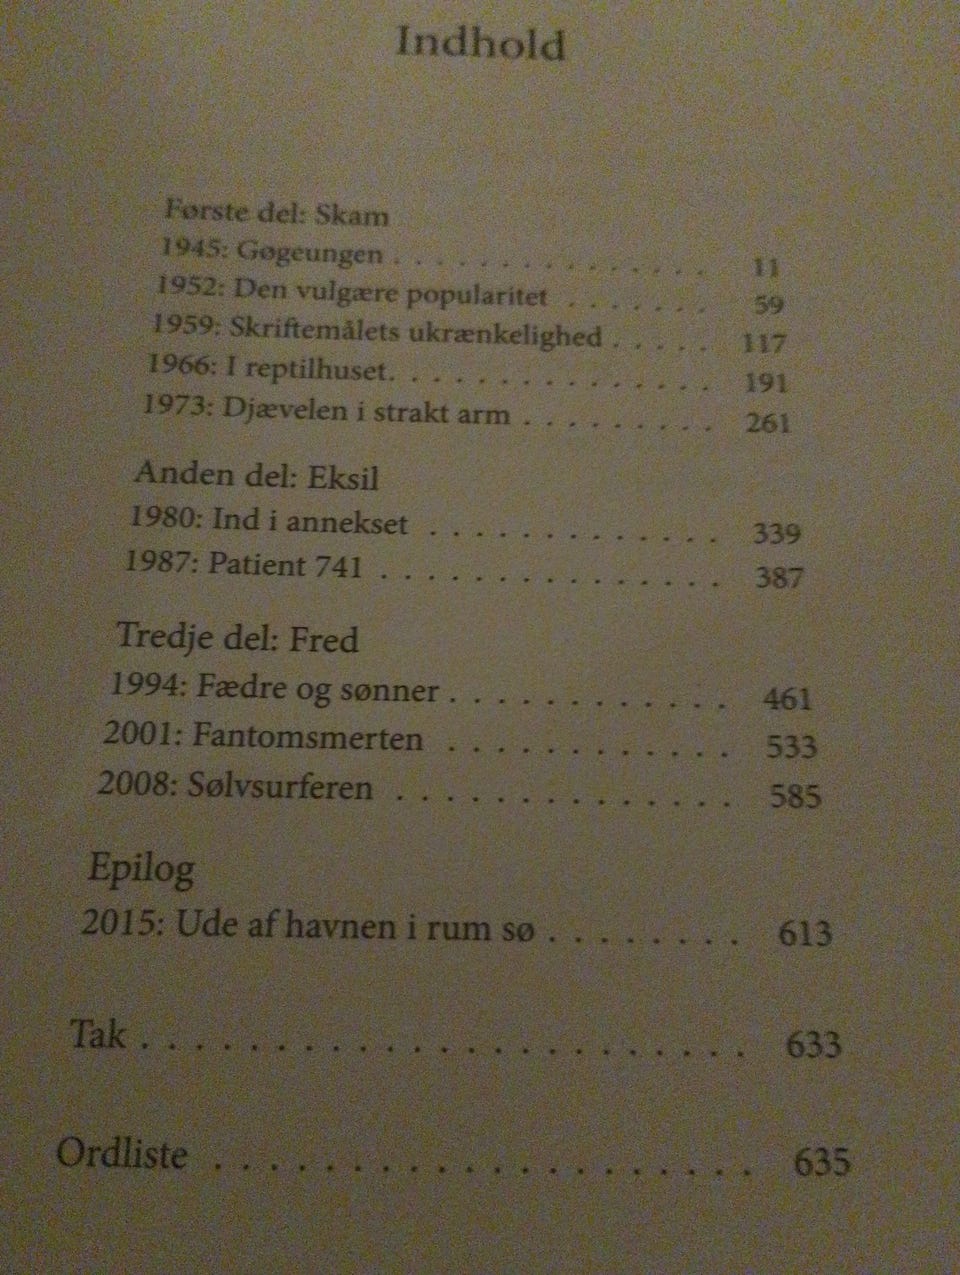 Indhold
Første del: Skam
1945: Gøgeungen . . . . . . . . . . . . . . 11
1952: Den vulgære popularitet . . . . . . . 59
1959: Skriftemålets ukrænkelighed . . . . . 117
1966: I reptilhuset. . . . . . . . . . . . . . 191
1973: Djævelen i strakt arm . . . . . . . . . 261
Anden del: Eksil
1980: Ind i annekset . . . . . . . . . . . . . 339
1987: Patient 741 . . . . . . . . . . . . . . . 387
Tredje del: Fred
1994: Fædre og sønner . . . . . . . . . . . . 461
2001: Fantomsmerten . . . . . . . . . . . . 533
2008: Sølvsurferen . . . . . . . . . . . . . . 585
Epilog
2015: Ude af havnen i rum sø . . . . . . . . 613
Tak . . . . . . . . . . . . . . . . . . . . . . . 633
Ordliste . . . . . . . . . . . . . . . . . . . . 635